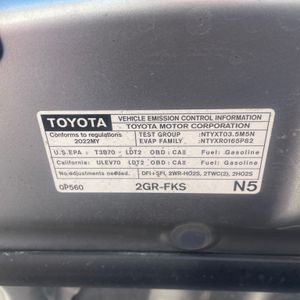 TOYOTA
VEHICLE EMISSION CONTROL INFORMATION
TOYOTA MOTOR CORPORATION
Conforms to regulations
2022MY
TEST GROUP :NTYXT03.5M5N
EVAP FAMILY :NTYXR0165P82
U.S.EPA : T3B70 - LDT2 OBD : CAⅡ Fuel: Gasoline
California: ULEV70 - LDT2 OBD : CAⅡ Fuel: Gasoline
No adjustments needed. DFI+SFI, 2WR-HO2S, 2TWC(2), 2HO2S
0P560 2GR-FKS N5